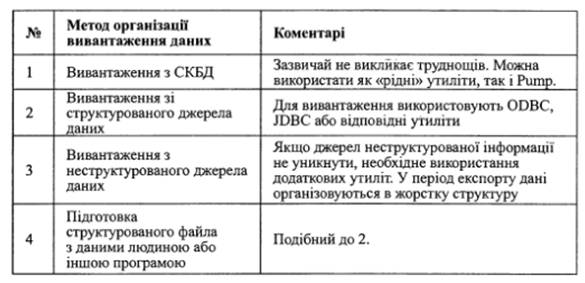 №
Метод організації
вивантаження даних
Коментарі
1
Вивантаження з СКБД
Зазвичай не викликає труднощів. Можна
використати як «рідні» утиліти, так і Pump.
2
Вивантаження зі
структурованого джерела
даних
Для вивантаження використовують ODBC,
JDBC або відповідні утиліти
3
Вивантаження з
неструктурованого джерела
даних
Якщо джерел неструктурованої інформації
не уникнути, необхідне використання
додаткових утиліт. У період експорту дані
організовуються в жорстку структуру
4
Підготовка
структурованого файла
з даними людиною або
іншою програмою
Подібний до 2.